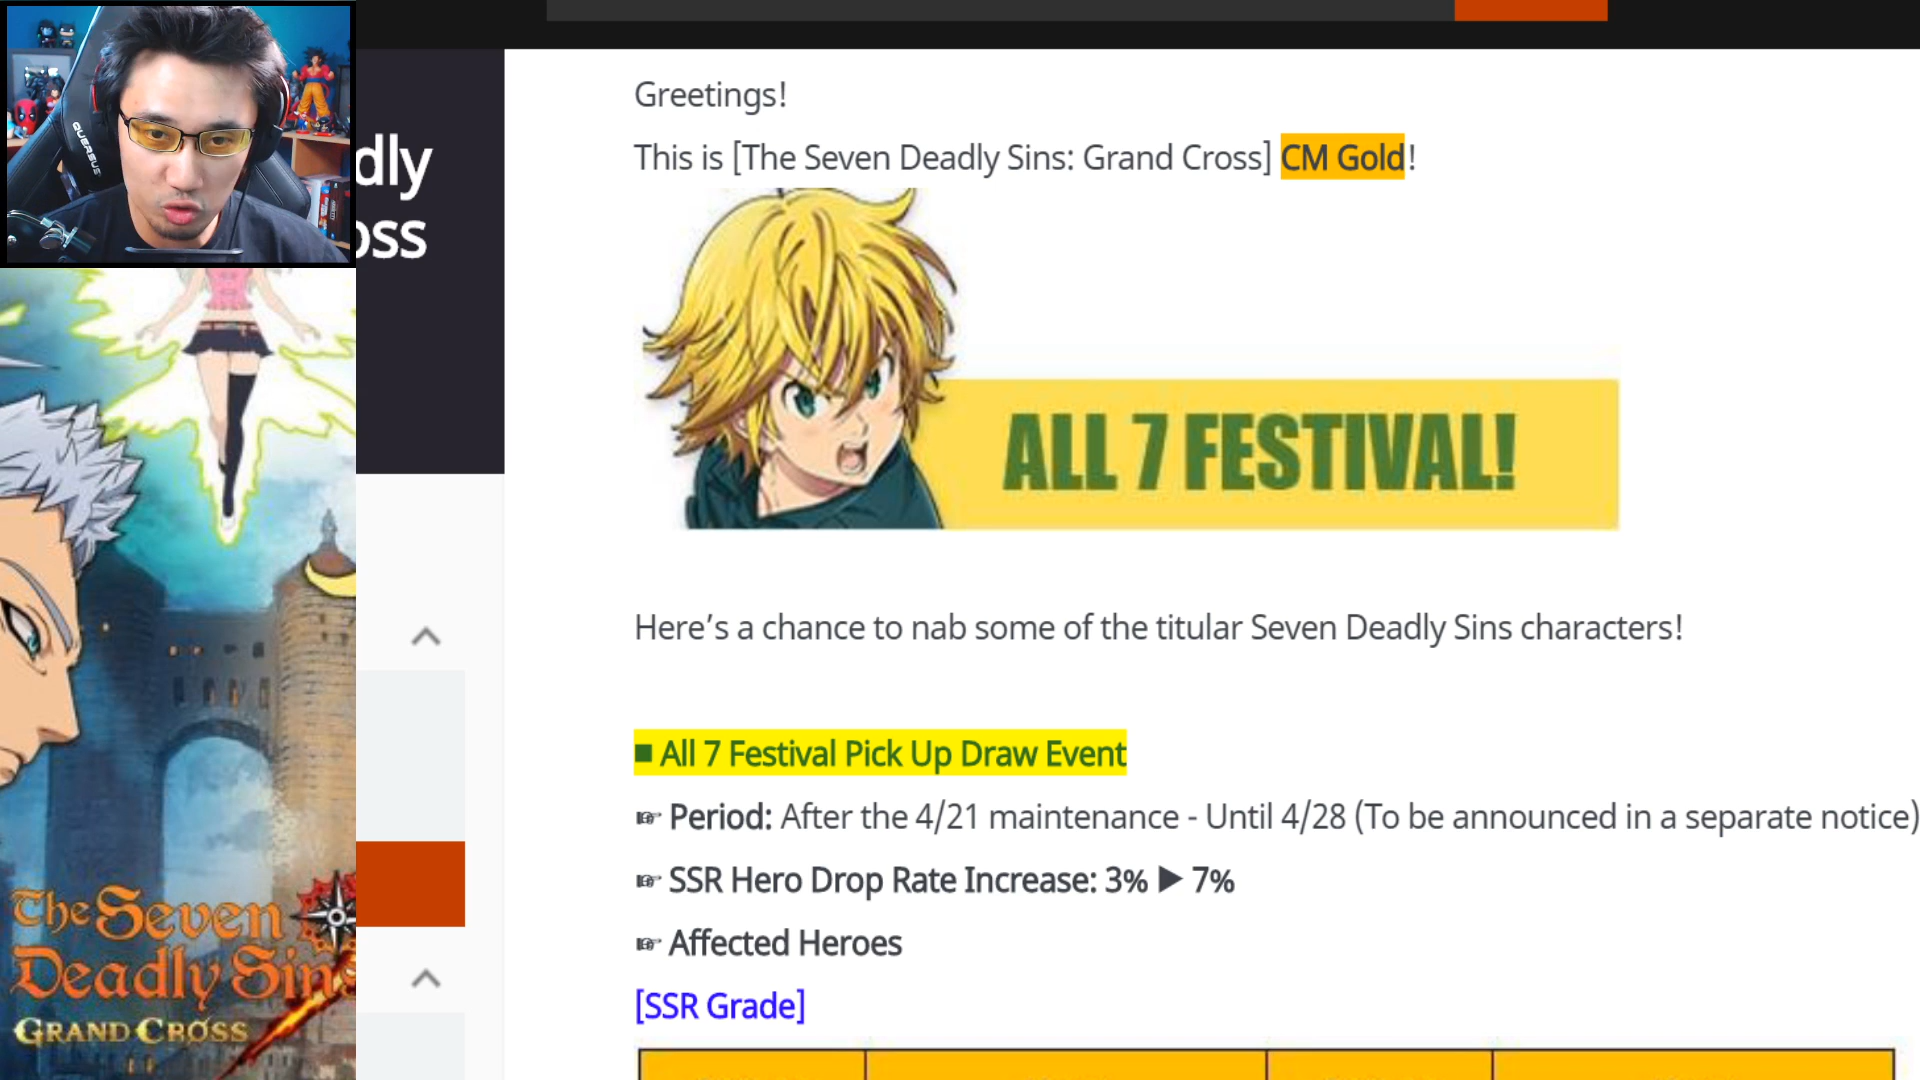 QUERSUS
dly
oss
Greetings!
This is [The Seven Deadly Sins: Grand Cross] CM Gold!
ALL 7 FESTIVAL!
Here’s a chance to nab some of the titular Seven Deadly Sins characters!
■ All 7 Festival Pick Up Draw Event
☞ Period: After the 4/21 maintenance - Until 4/28 (To be announced in a separate notice)
☞ SSR Hero Drop Rate Increase: 3% ▶ 7%
☞ Affected Heroes
[SSR Grade]
The Seven
Deadly Sins
GRAND CROSS